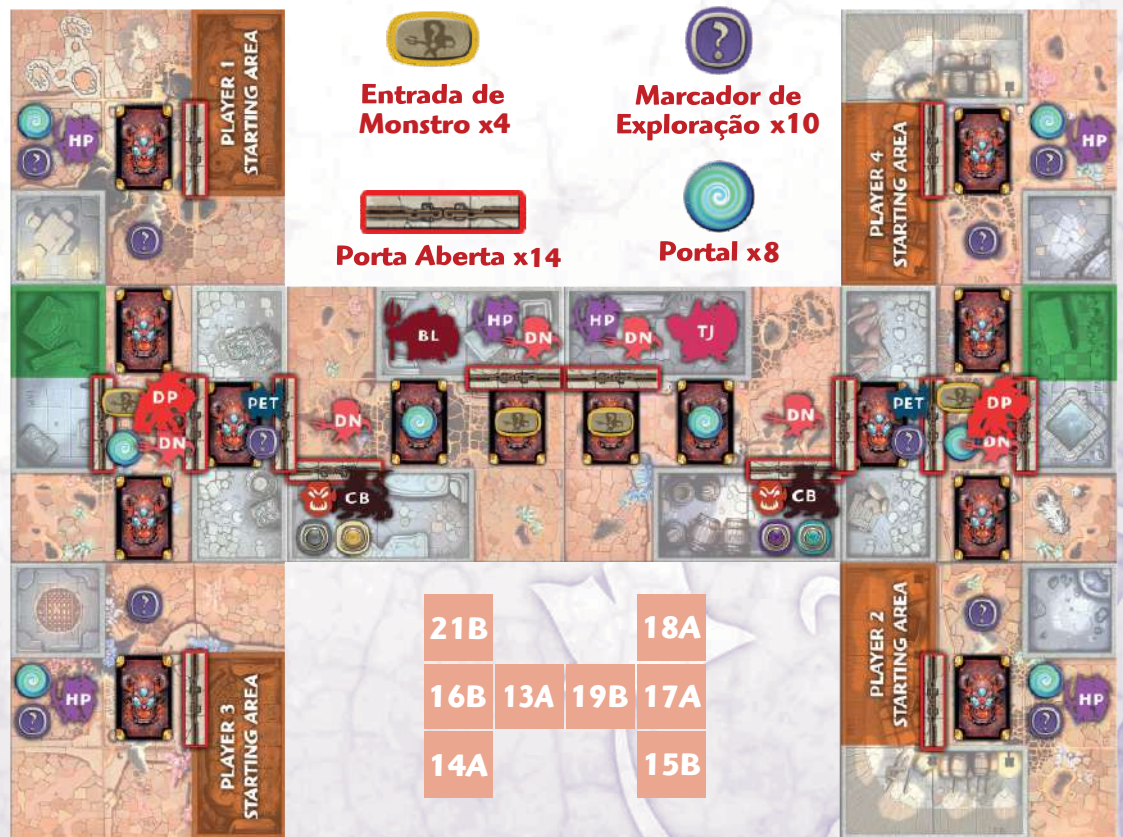 PLAYER 1
STARTING AREA
Entrada de
Monstro x4
Marcador de
Exploração x10
Porta Aberta x14
Portal x8
PLAYER 4
STARTING AREA
HP
HP
BL
HP
DN
HP
DN
TJ
DP
DN
PET
DN
DN
PET
DP
DN
CB
CB
HP
PLAYER 3
STARTING AREA
PLAYER 2
STARTING AREA
HP
21B
18A
16B
13A
19B
17A
14A
15B